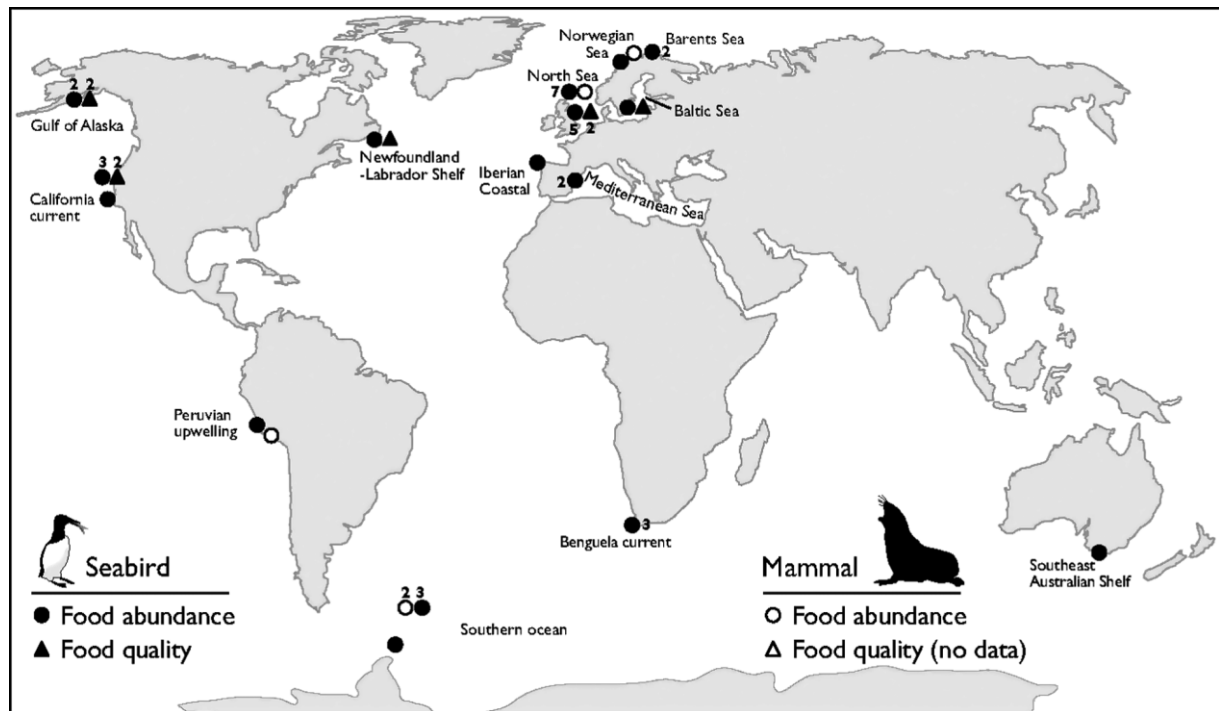 Norwegian
Sea
Barents Sea
2
North Sea
7
2 2
Gulf of Alaska
Baltic Sea
5 2
Newfoundland
-Labrador Shelf
3 2
California
current
Iberian
Coastal
2
Mediterranean Sea
Peruvian
upwelling
3
Benguela current
Southeast
Australian Shelf
2 3
Southern ocean
Seabird
Food abundance
Food quality
Mammal
Food abundance
Food quality (no data)